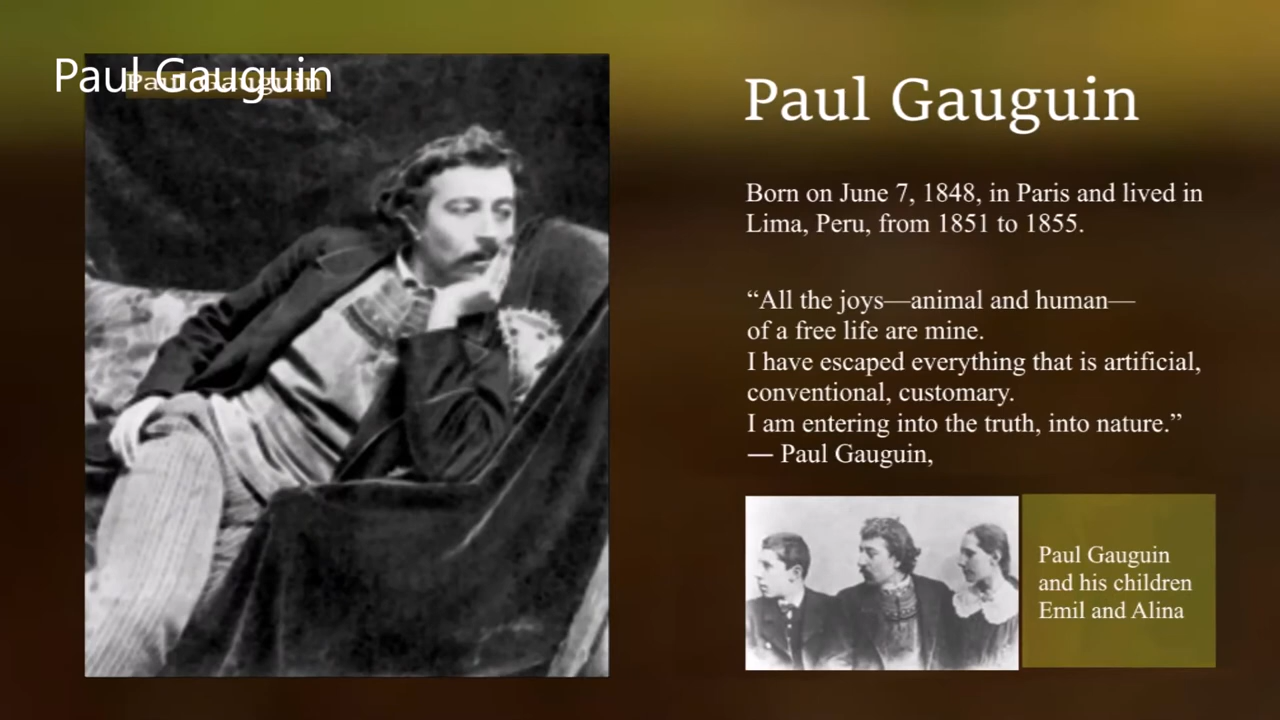 Paul Gauguin
Paul Gauguin
Paul Gauguin
Born on June 7, 1848, in Paris and lived in
Lima, Peru, from 1851 to 1855.
“All the joys—animal and human—
of a free life are mine.
I have escaped everything that is artificial,
conventional, customary.
I am entering into the truth, into nature.”
— Paul Gauguin,
Paul Gauguin
and his children
Emil and Alina